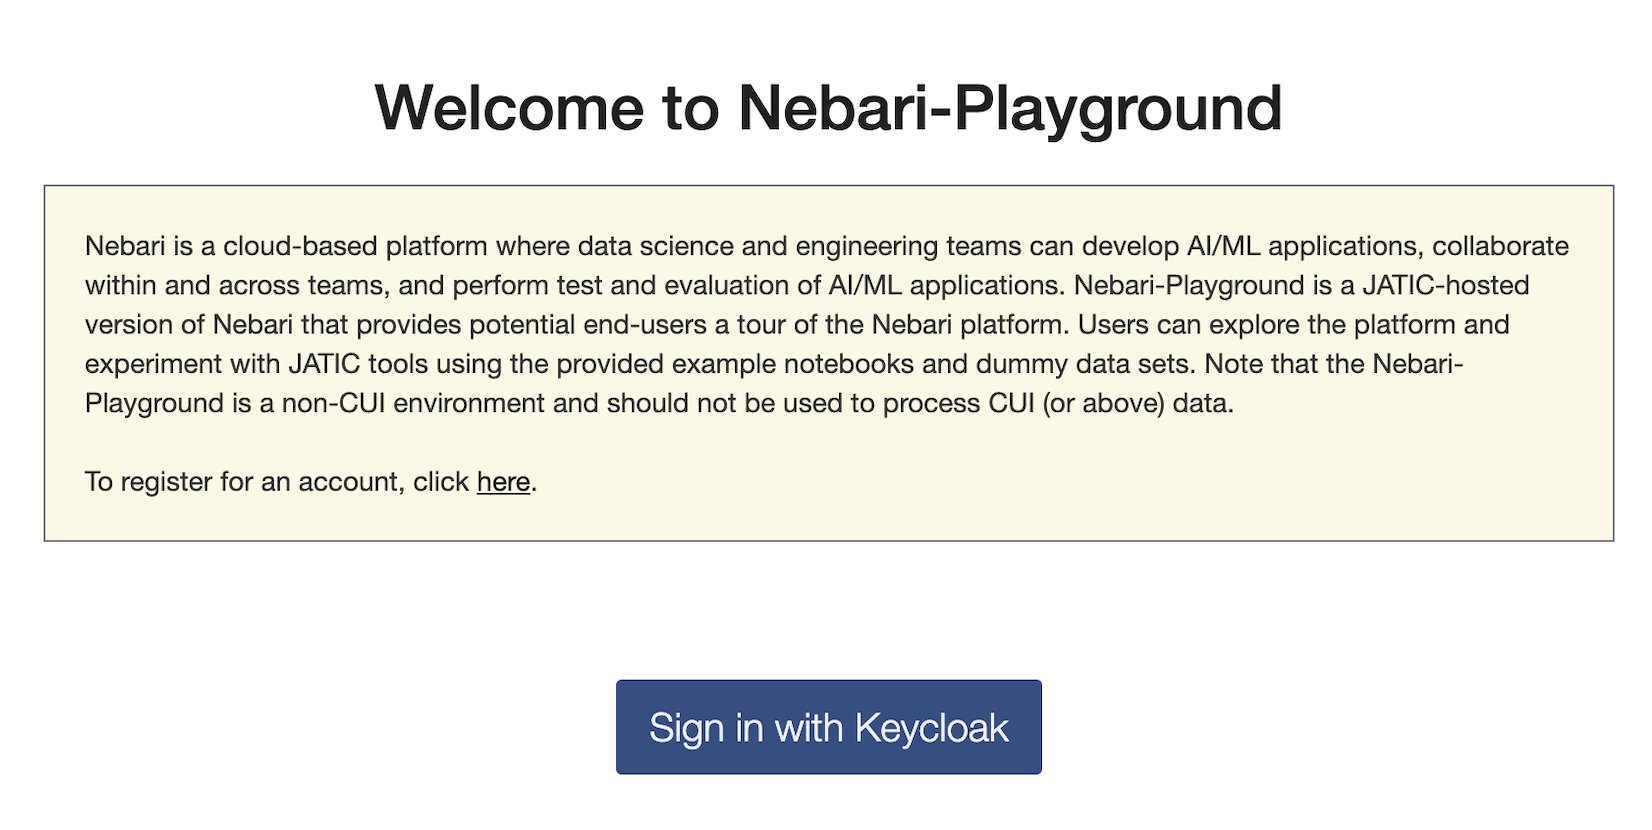 Welcome to Nebari-Playground
Nebari is a cloud-based platform where data science and engineering teams can develop AI/ML applications, collaborate
within and across teams, and perform test and evaluation of AI/ML applications. Nebari-Playground is a JATIC-hosted
version of Nebari that provides potential end-users a tour of the Nebari platform. Users can explore the platform and
experiment with JATIC tools using the provided example notebooks and dummy data sets. Note that the Nebari-
Playground is a non-CUI environment and should not be used to process CUI (or above) data.
To register for an account, click here.
Sign in with Keycloak